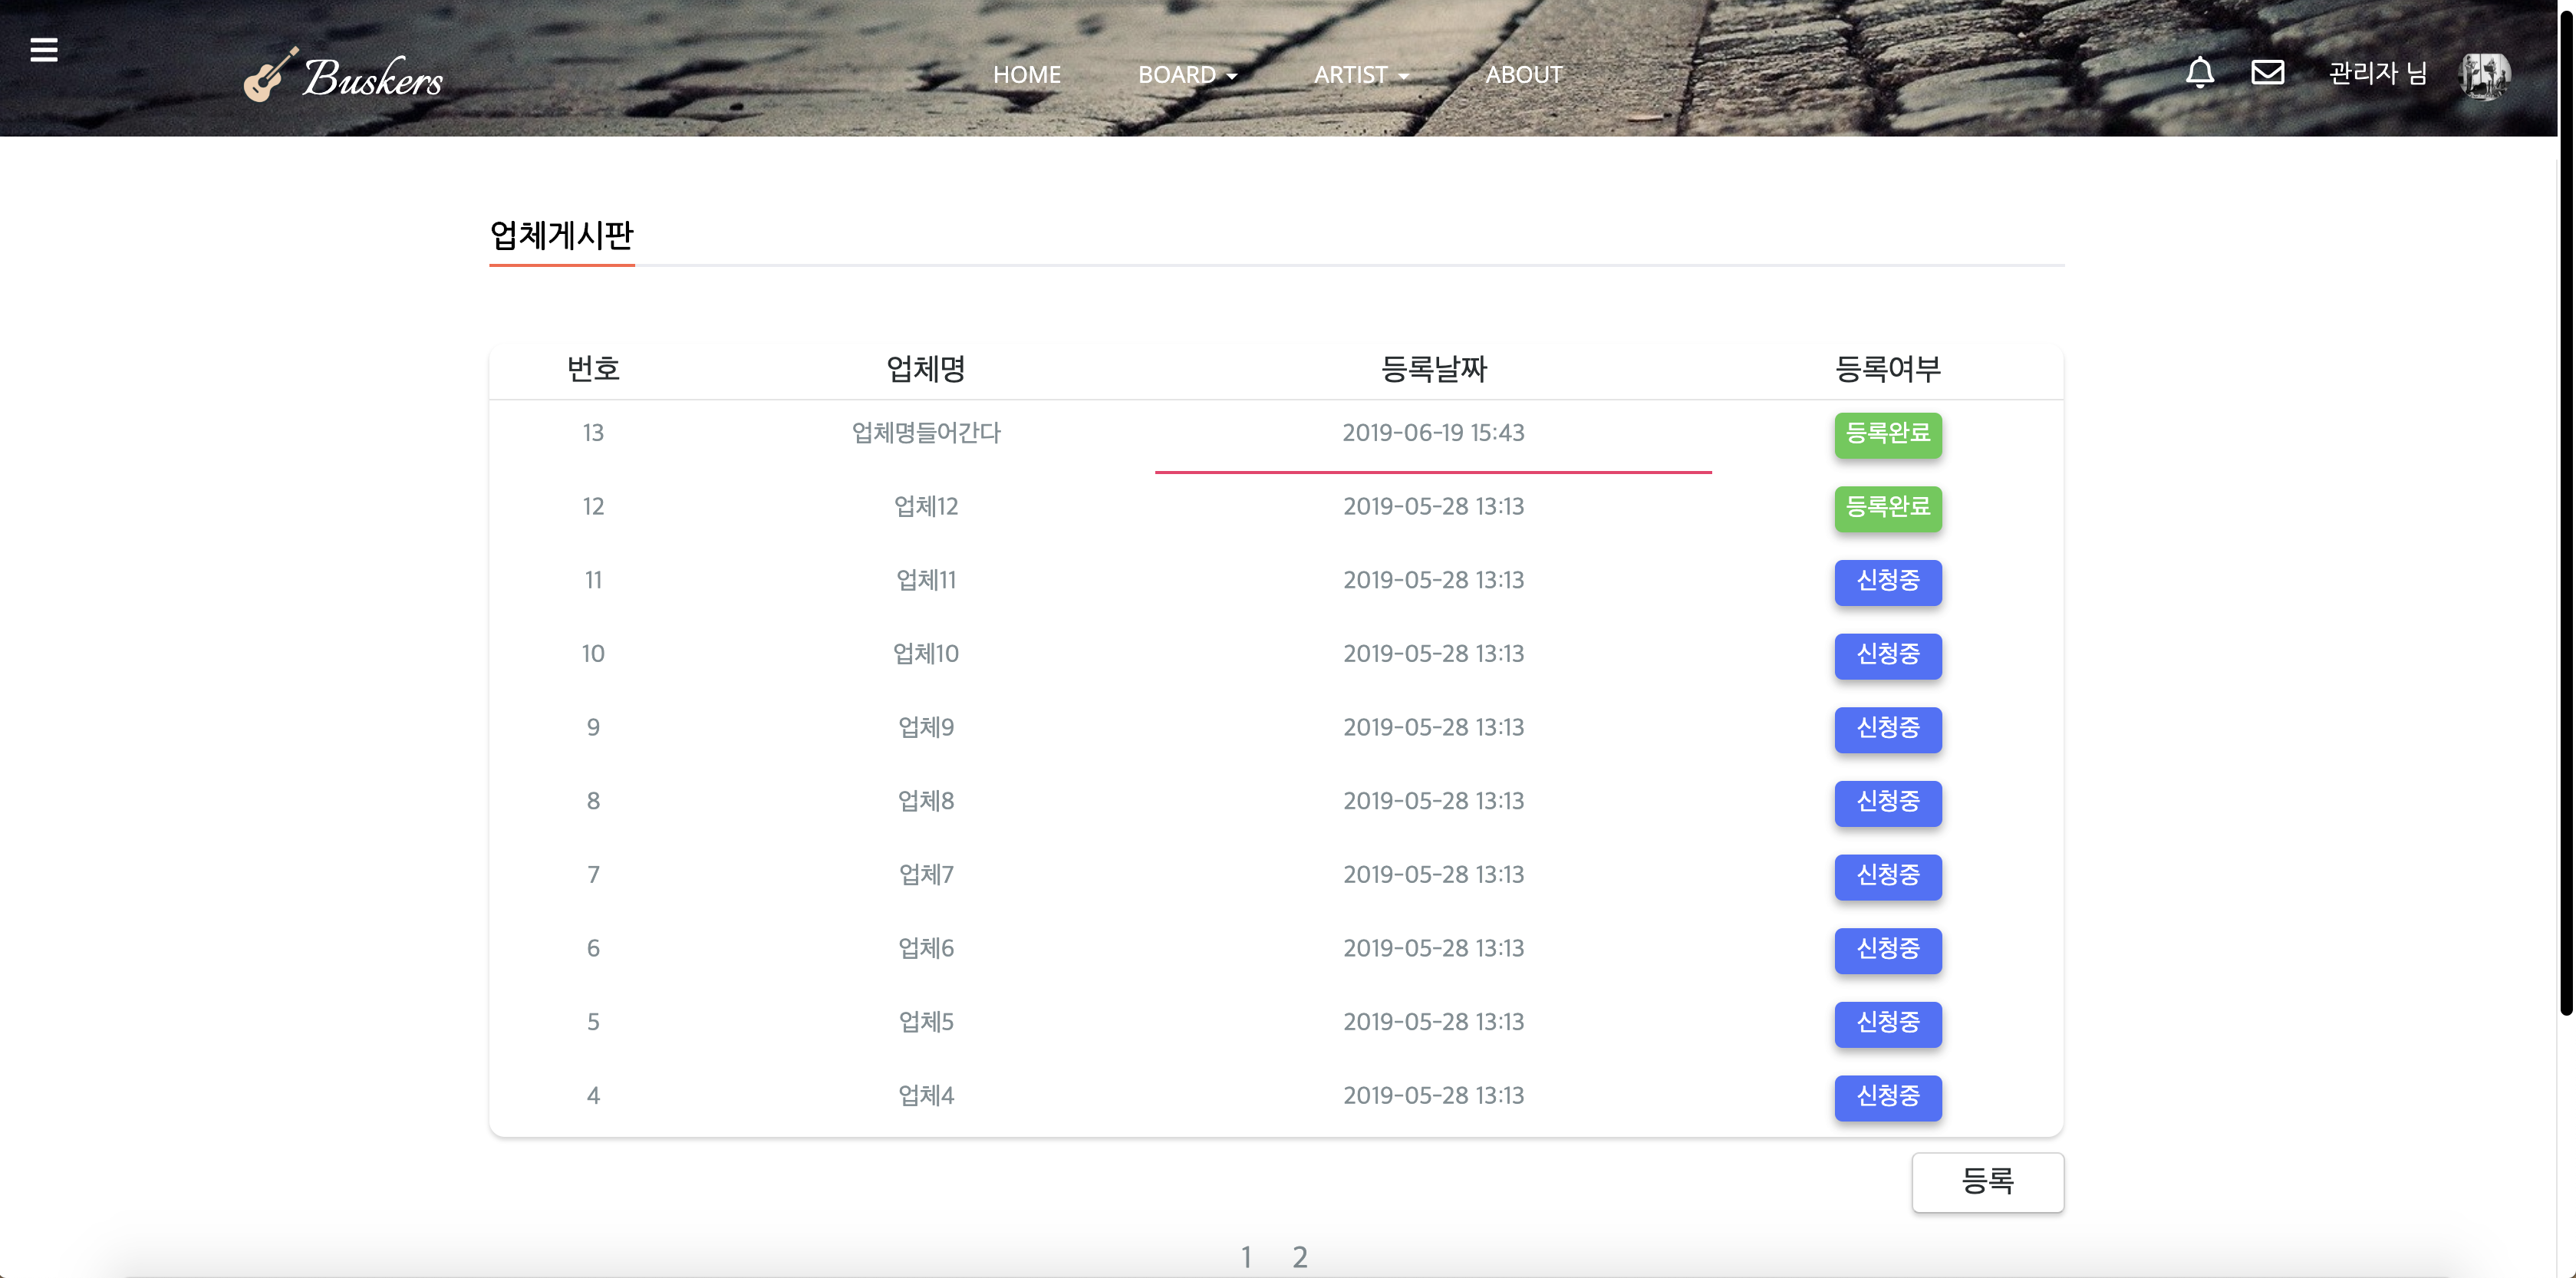 Buskers HOME BOARD ARTIST ABOUT 관리자 님
업체게시판
번호 업체명 등록날짜 등록여부
13 업체명들어간다 2019-06-19 15:43 등록완료
12 업체12 2019-05-28 13:13 등록완료
11 업체11 2019-05-28 13:13 신청중
10 업체10 2019-05-28 13:13 신청중
9 업체9 2019-05-28 13:13 신청중
8 업체8 2019-05-28 13:13 신청중
7 업체7 2019-05-28 13:13 신청중
6 업체6 2019-05-28 13:13 신청중
5 업체5 2019-05-28 13:13 신청중
4 업체4 2019-05-28 13:13 신청중
등록
1 2